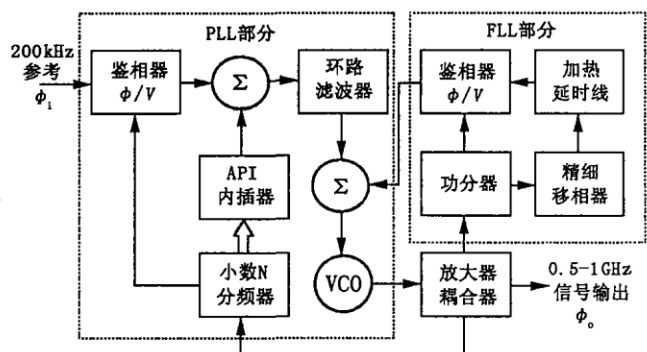 PLL部分
FLL部分
200kHz
参考
ϕ₁
鉴相器
ϕ/V
Σ
环路
滤波器
鉴相器
ϕ/V
加热
延时线
API
内插器
Σ
功分器
精细
移相器
小数N
分频器
VCO
放大器
耦合器
0.5-1GHz
信号输出
ϕₒ